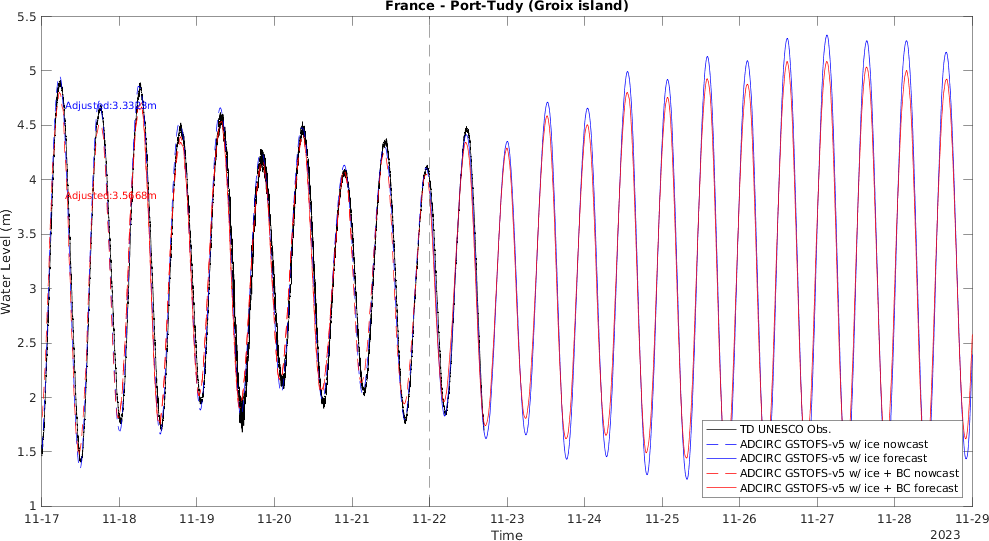 France - Port-Tudy (Groix island)
5.5
5
4.5
4
3.5
3
2.5
2
1.5
1
Water Level (m)
Adjusted:3.3323m
Adjusted:3.5668m
TD UNESCO Obs.
ADCIRC GSTOFS-v5 w/ ice nowcast
ADCIRC GSTOFS-v5 w/ ice forecast
ADCIRC GSTOFS-v5 w/ ice + BC nowcast
ADCIRC GSTOFS-v5 w/ ice + BC forecast
11-17 11-18 11-19 11-20 11-21 11-22 11-23 11-24 11-25 11-26 11-27 11-28 11-29
Time
2023